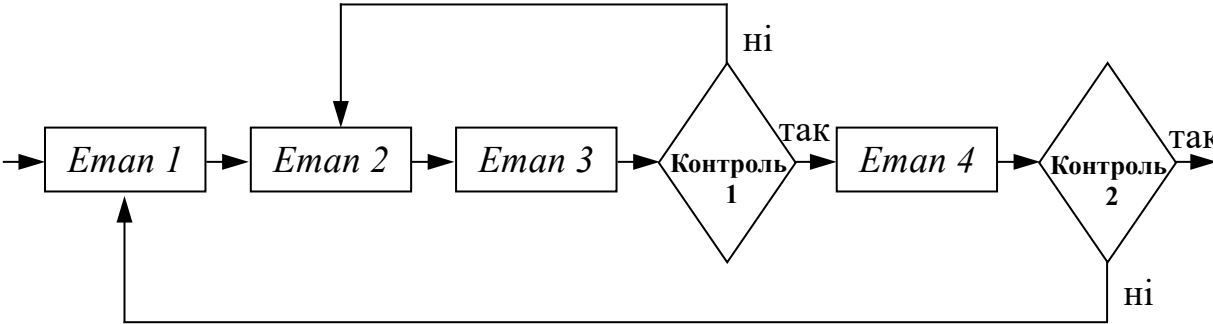 ні
Етап 1
Етап 2
Етап 3
Контроль
1
так
Етап 4
Контроль
2
так
ні